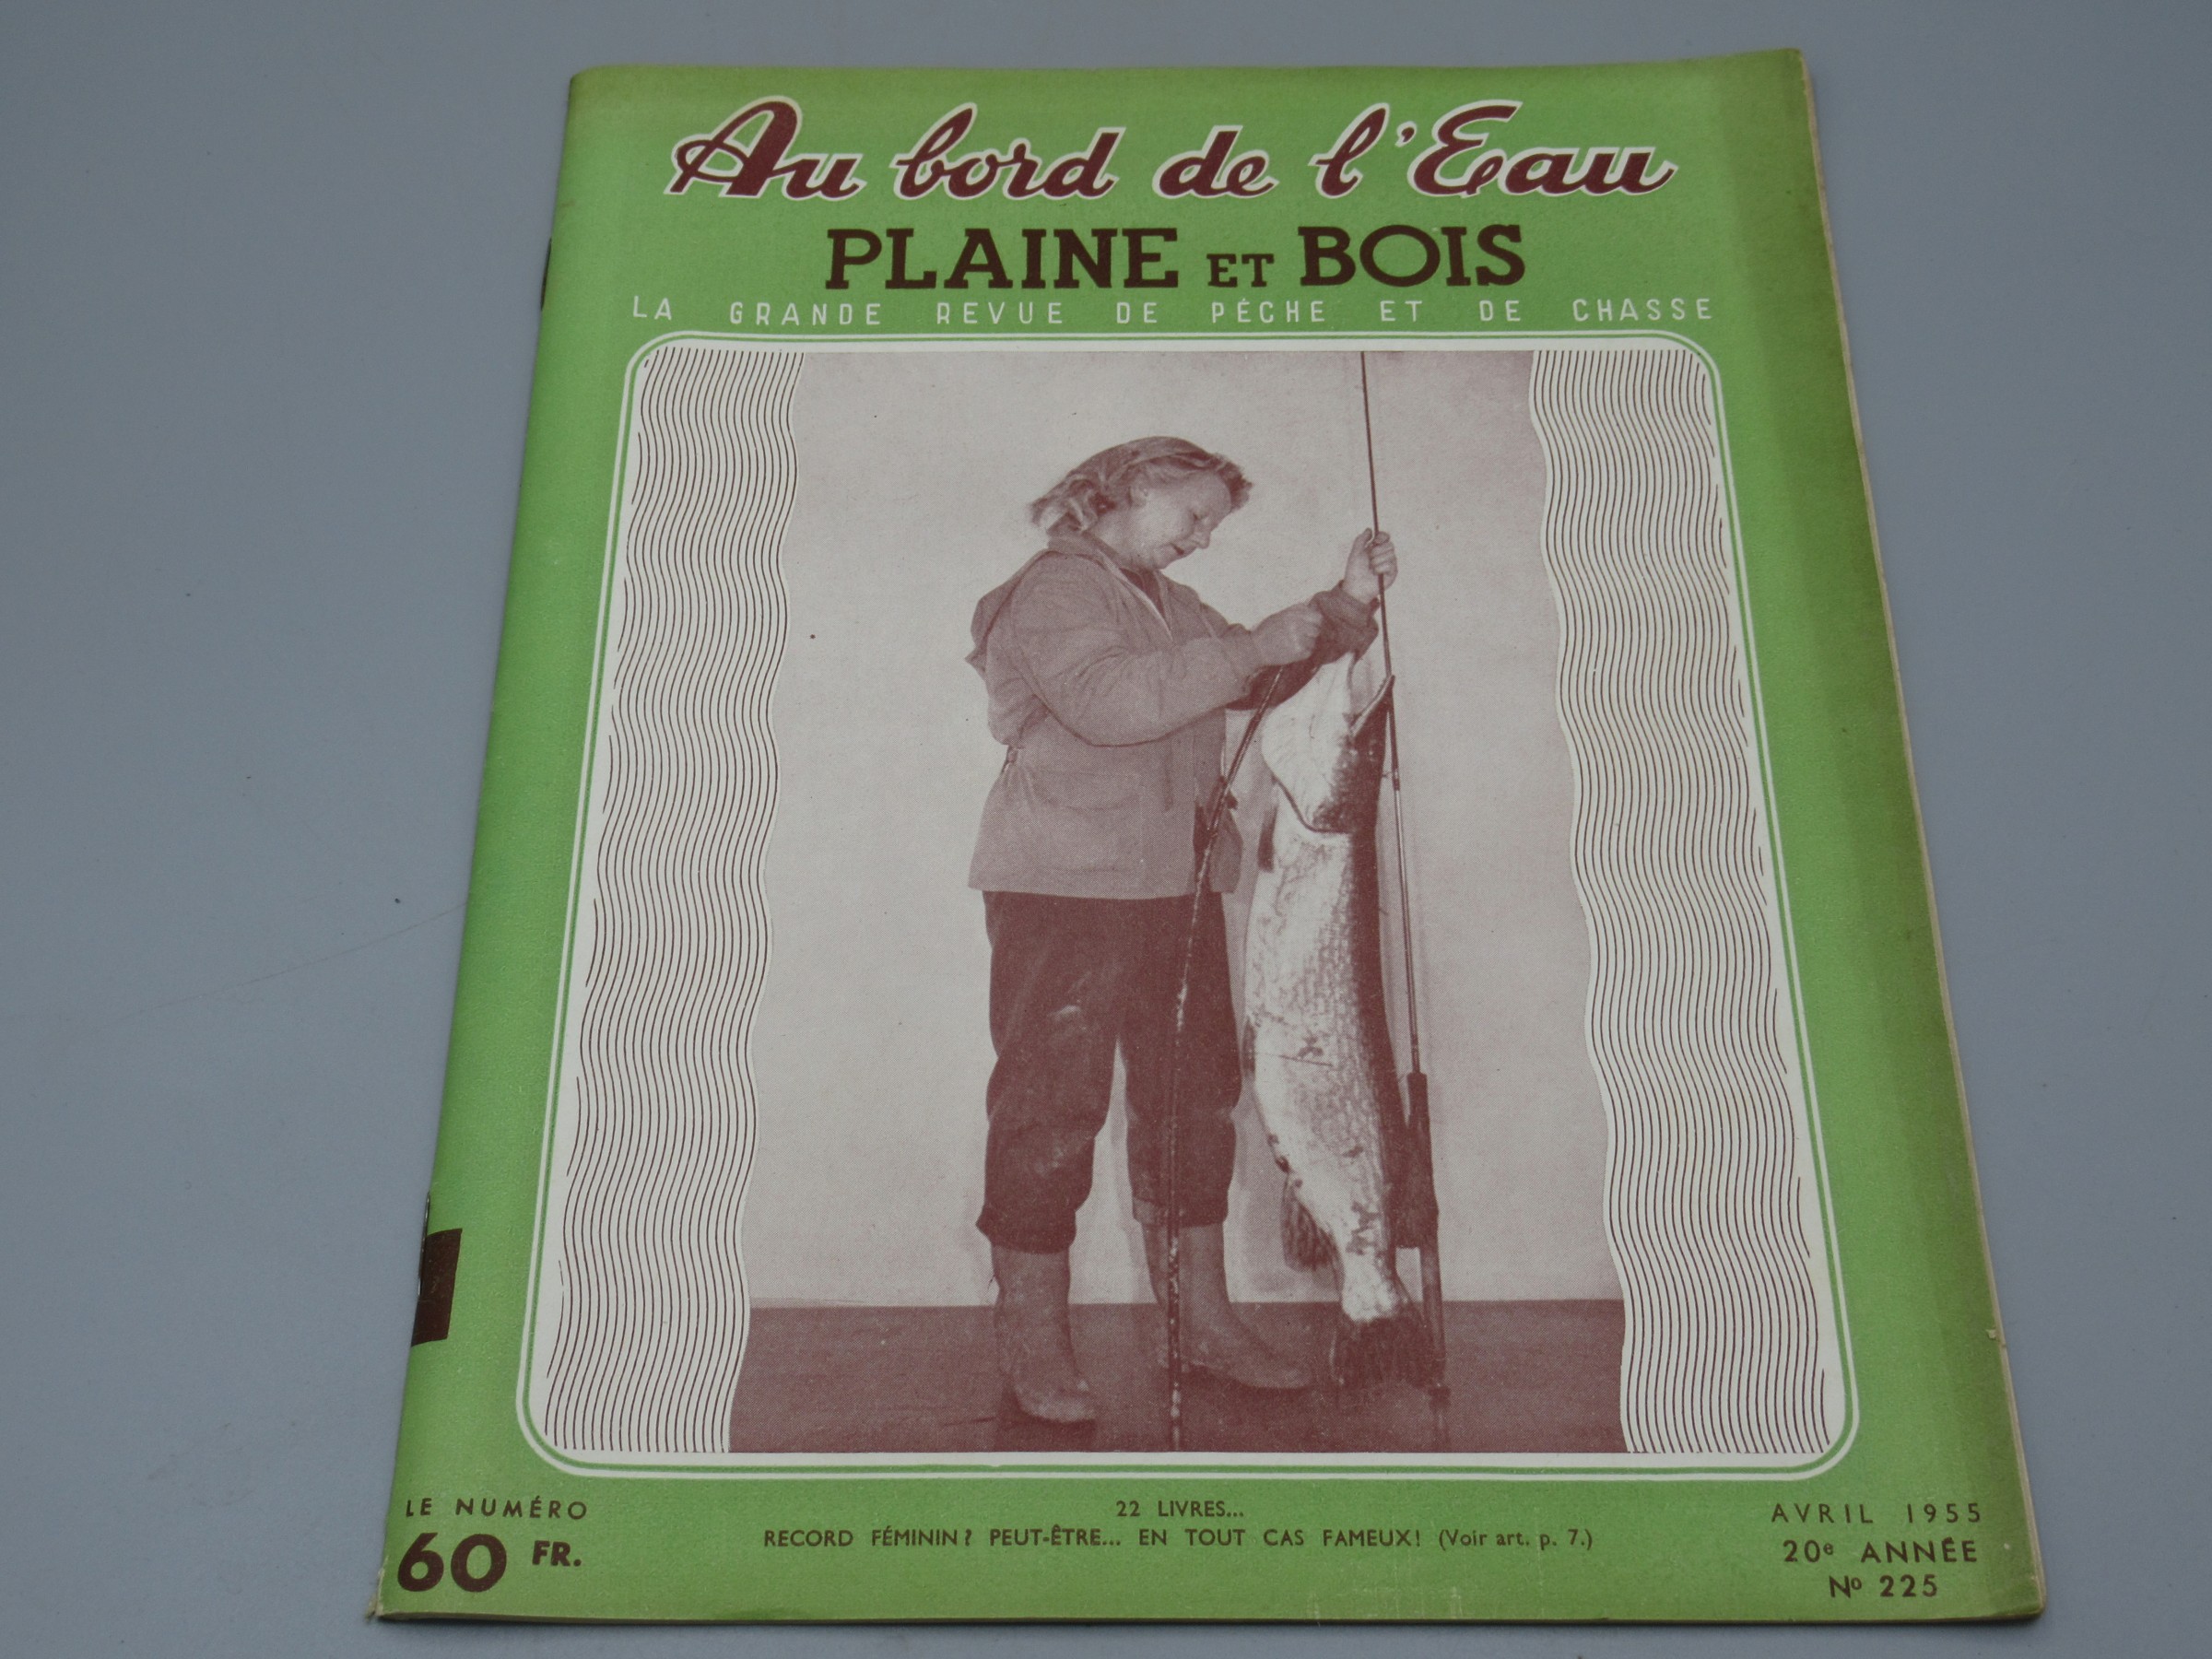 Au bord de l'Eau
PLAINE ET BOIS
LA GRANDE REVUE DE PÊCHE ET DE CHASSE
LE NUMÉRO
60 FR.
22 LIVRES...
RECORD FÉMININ? PEUT-ÊTRE... EN TOUT CAS FAMEUX! (Voir art. p. 7.)
AVRIL 1955
20e ANNÉE
No 225